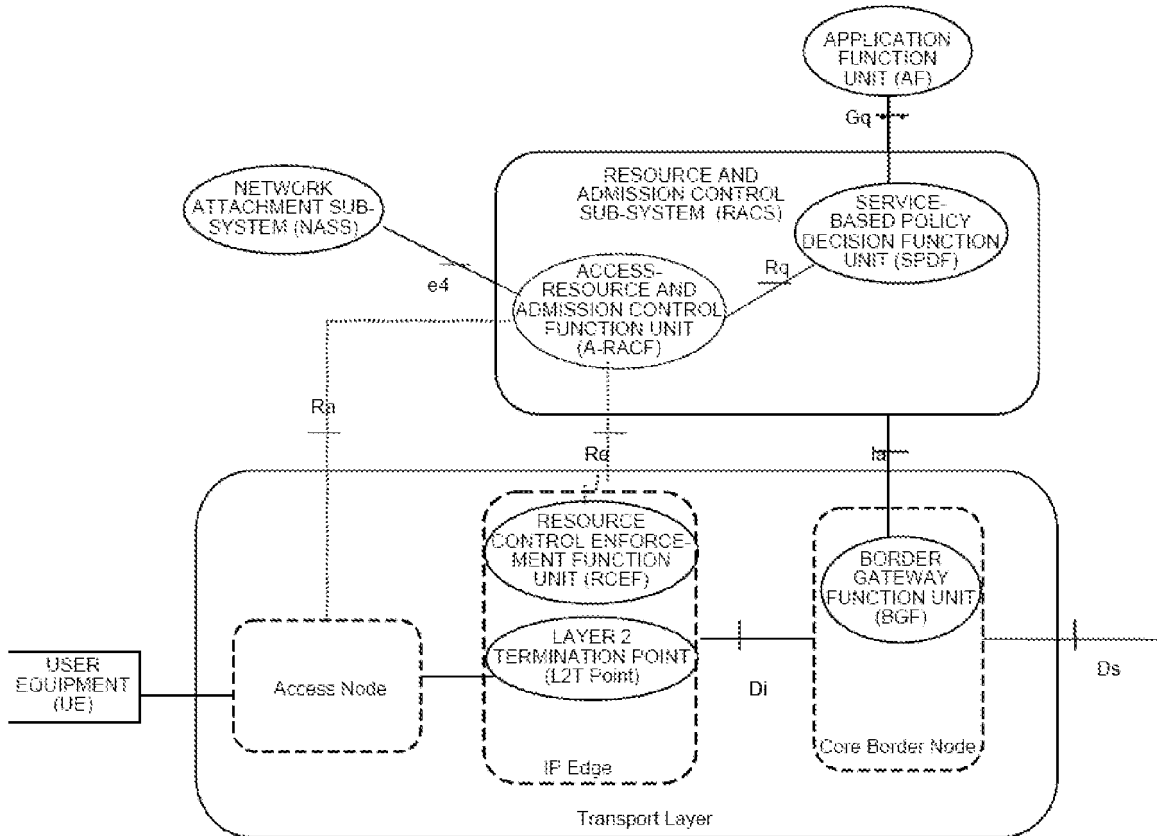 APPLICATION
FUNCTION
UNIT (AF)
Gq
RESOURCE AND
ADMISSION CONTROL
SUB-SYSTEM (RACS)
NETWORK
ATTACHMENT SUB-
SYSTEM (NASS)
SERVICE-
BASED POLICY
DECISION FUNCTION
UNIT (SPDF)
e4
Rq
ACCESS-
RESOURCE AND
ADMISSION CONTROL
FUNCTION UNIT
(A-RACF)
Ra
Re
Ia
RESOURCE
CONTROL ENFORCE-
MENT FUNCTION
UNIT (RCEF)
BORDER
GATEWAY
FUNCTION UNIT
(BGF)
LAYER 2
TERMINATION POINT
(L2T Point)
USER
EQUIPMENT
(UE)
Access Node
Di
Ds
Core Border Node
IP Edge
Transport Layer